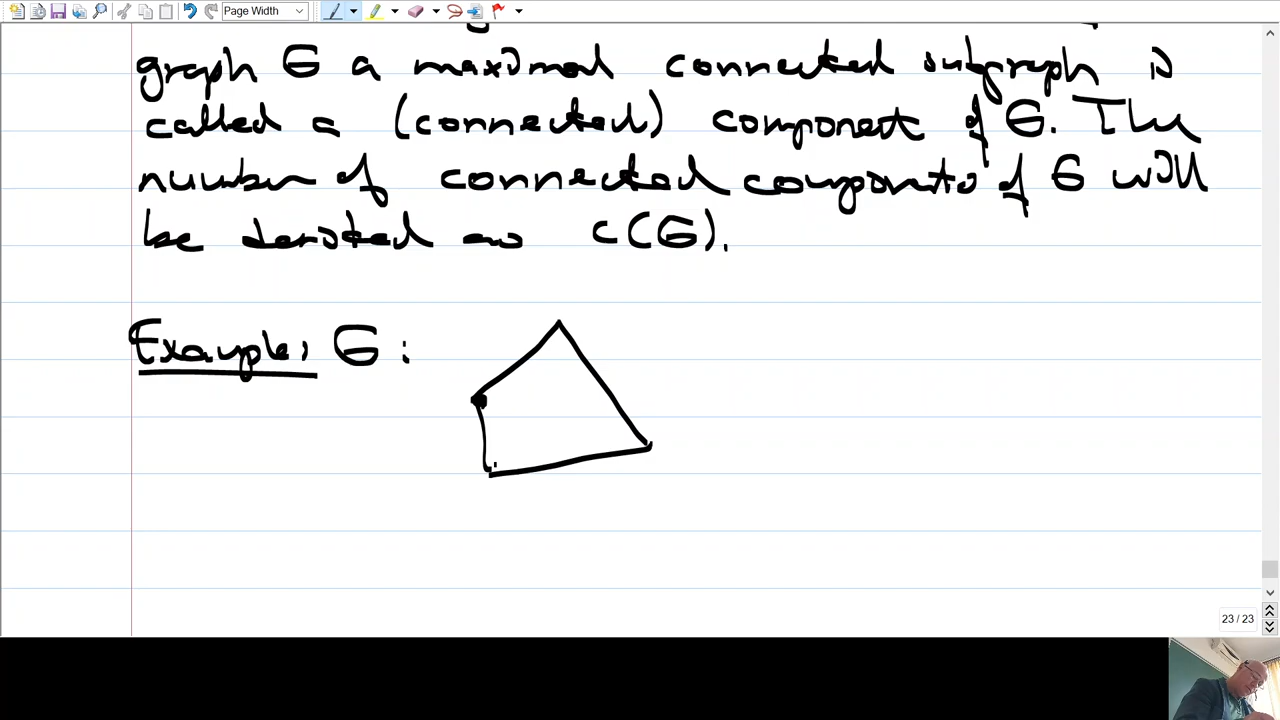 Page Width
graph G a maximal connected subgraph is
called a (connected) component of G. The
number of connected components of G will
be denoted as c(G).
Example: G :
23 / 23